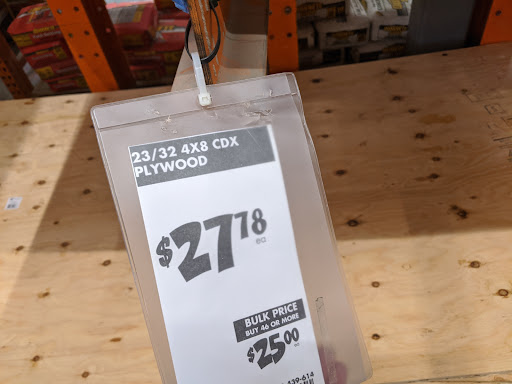 23/32 4X8 CDX
PLYWOOD
$27.78
ea.
BULK PRICE
BUY 46 OR MORE
$25.00